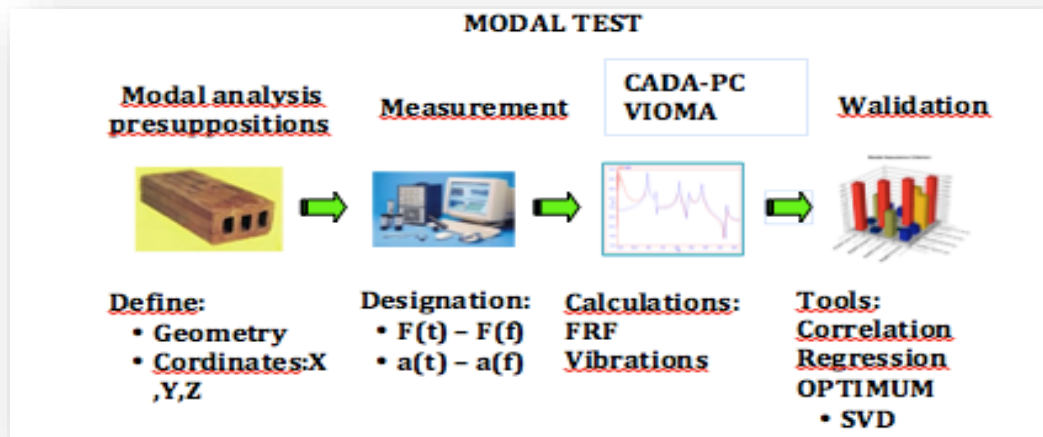 MODAL TEST
Modal analysis
presuppositions
Measurement
CADA-PC
VIOMA
Walidation
Define:
• Geometry
• Cordinates:X
,Y,Z
Designation:
• F(t) – F(f)
• a(t) – a(f)
Calculations:
FRF
Vibrations
Tools:
Correlation
Regression
OPTIMUM
• SVD